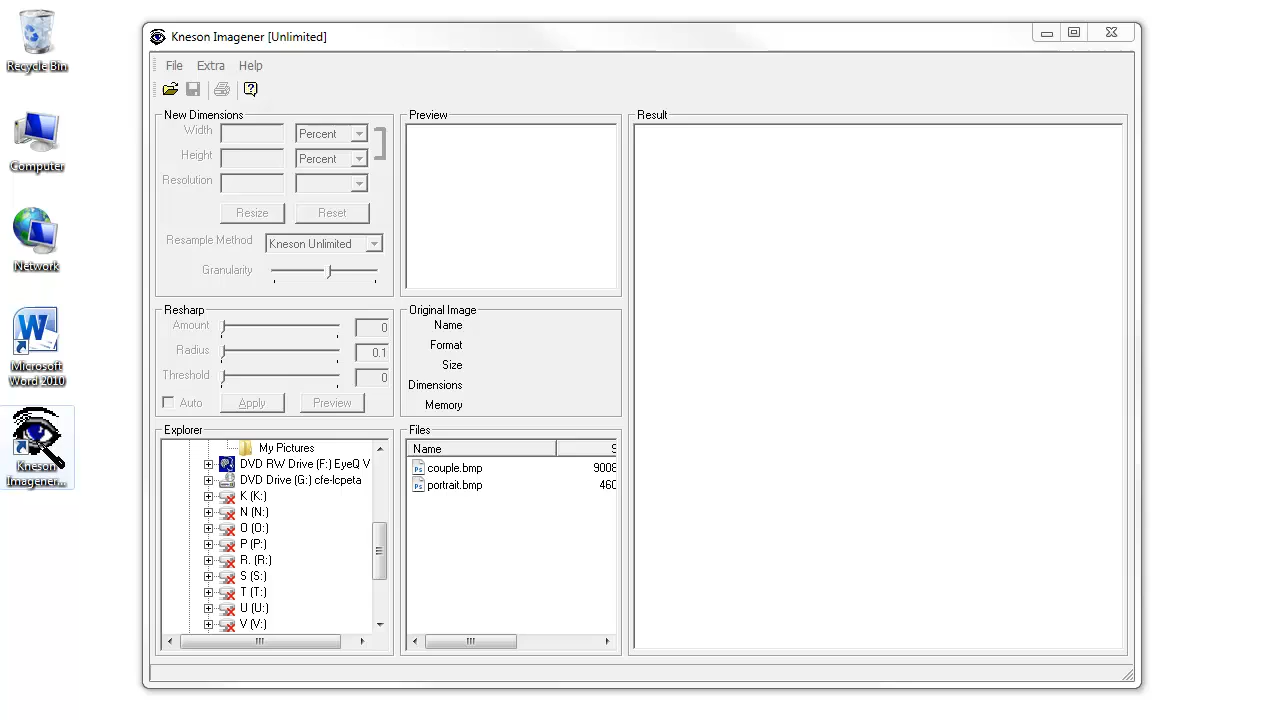 Recycle Bin
Computer
Network
Microsoft
Word 2010
Kneson
Imagener...
Kneson Imagener [Unlimited]
File Extra Help
New Dimensions
Width Percent
Height Percent
Resolution
Resize Reset
Resample Method Kneson Unlimited
Granularity
Resharp
Amount 0
Radius 0.1
Threshold 0
Auto Apply Preview
Explorer
My Pictures
DVD RW Drive (F:) EyeQ V
DVD Drive (G:) cfe-lcpeta
K (K:)
N (N:)
O (O:)
P (P:)
R. (R:)
S (S:)
T (T:)
U (U:)
V (V:)
Preview
Original Image
Name
Format
Size
Dimensions
Memory
Files
Name S
couple.bmp 9008
portrait.bmp 460
Result